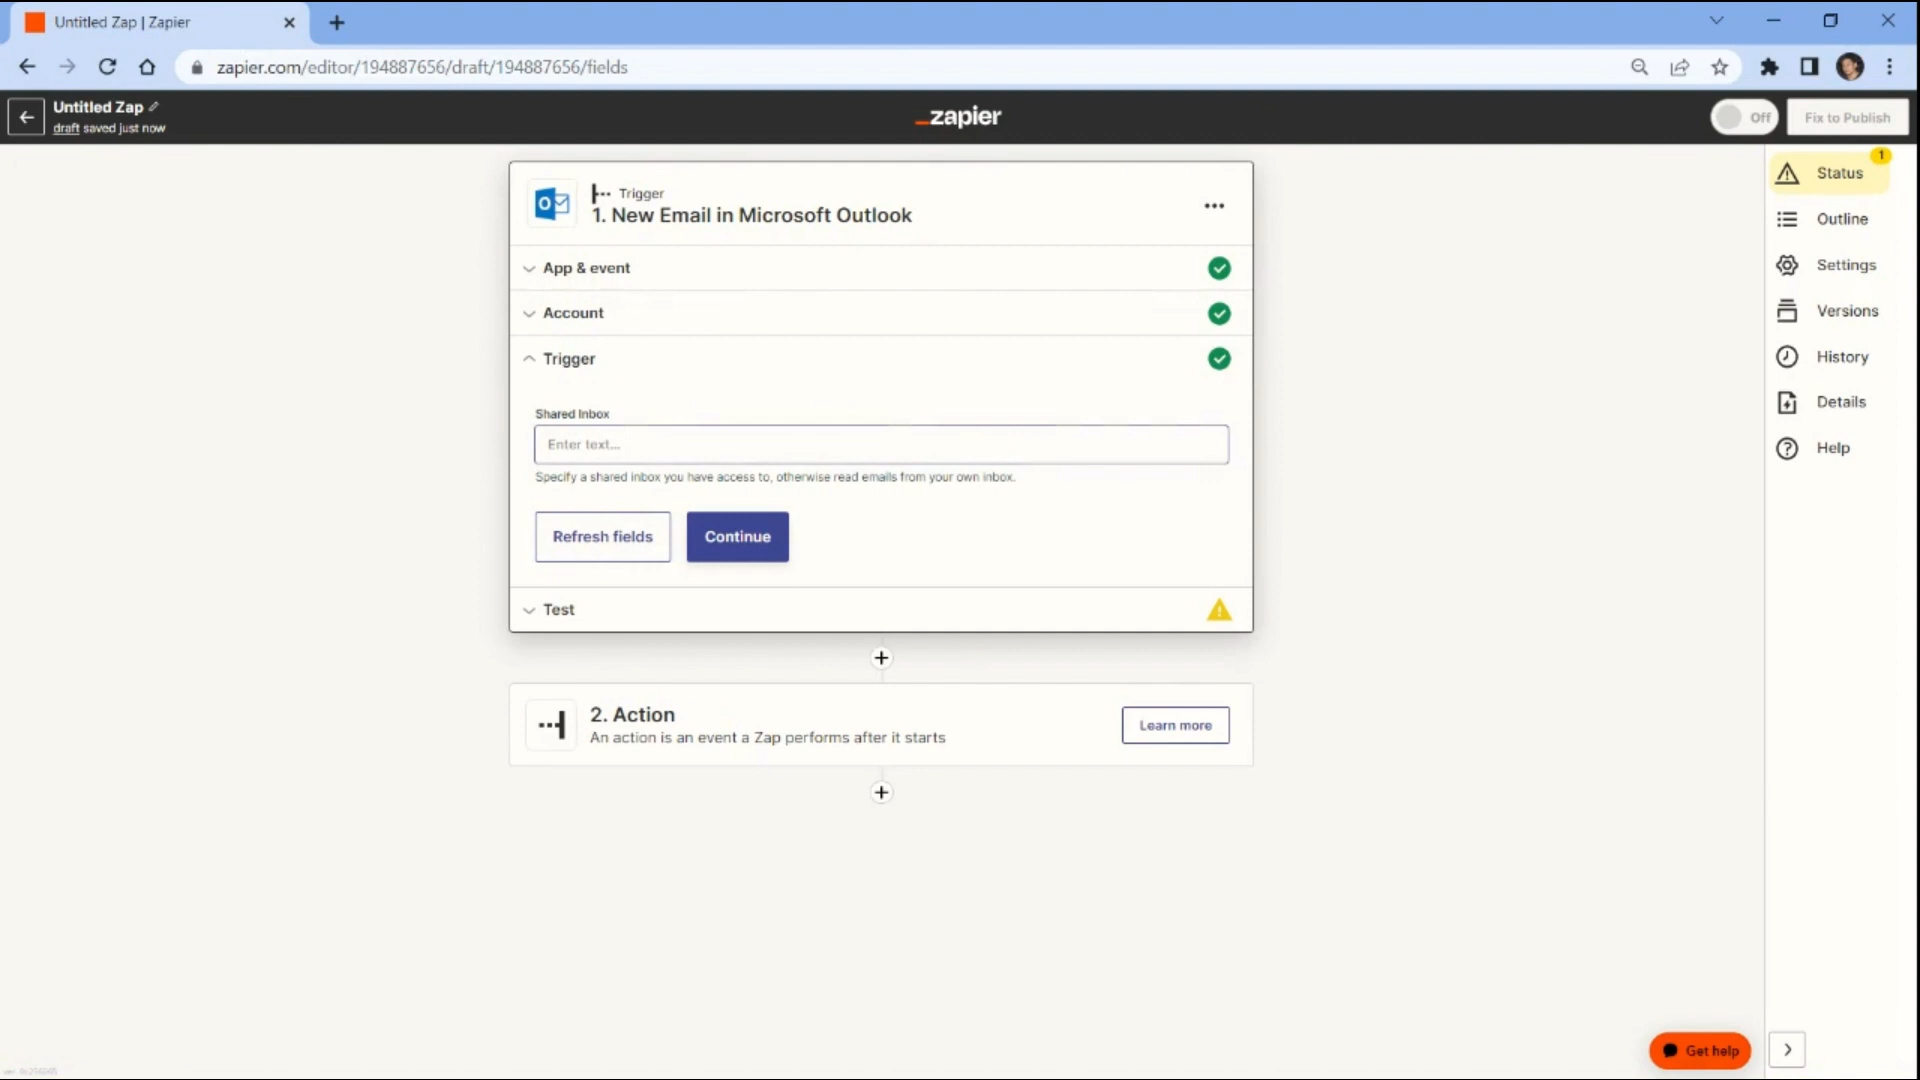 Untitled Zap | Zapier
zapier.com/editor/194887656/draft/194887656/fields
Untitled Zap
draft saved just now
_zapier
Off
Fix to Publish
1
Status
Outline
Settings
Versions
History
Details
Help
Trigger
1. New Email in Microsoft Outlook
App & event
Account
Trigger
Shared Inbox
Enter text...
Specify a shared inbox you have access to, otherwise read emails from your own inbox.
Refresh fields
Continue
Test
2. Action
An action is an event a Zap performs after it starts
Learn more
Get help